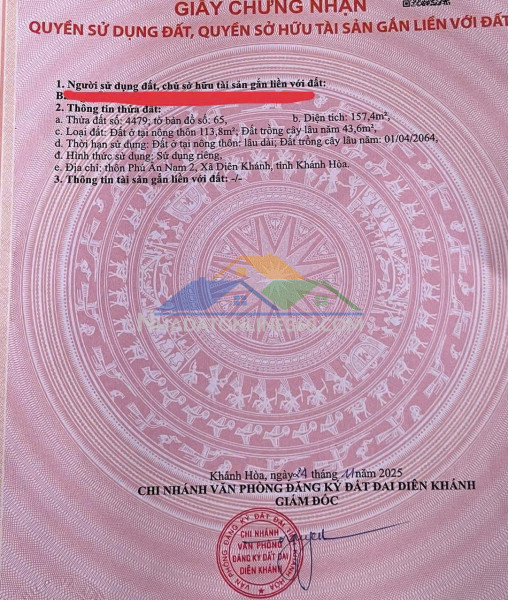 GIẤY CHỨNG NHẬN
QUYỀN SỬ DỤNG ĐẤT, QUYỀN SỞ HỮU TÀI SẢN GẮN LIỀN VỚI ĐẤT
1. Người sử dụng đất, chủ sở hữu tài sản gắn liền với đất:
2. Thông tin thửa đất:
a. Thửa đất số: 4479; tờ bản đồ số: 65, b. Diện tích: 157,4m²,
c. Loại đất: Đất ở tại nông thôn 113,8m²; Đất trồng cây lâu năm 43,6m²,
d. Thời hạn sử dụng: Đất ở tại nông thôn: lâu dài; Đất trồng cây lâu năm: 01/04/2064,
đ. Hình thức sử dụng: Sử dụng riêng,
e. Địa chỉ: thôn Phú Ân Nam 2, Xã Diên Khánh, tỉnh Khánh Hòa.
3. Thông tin tài sản gắn liền với đất: -/-
NHADATONLINE360.COM
Khánh Hòa, ngày 24 tháng 11 năm 2025
CHI NHÁNH VĂN PHÒNG ĐĂNG KÝ ĐẤT ĐAI DIÊN KHÁNH
GIÁM ĐỐC
CHI NHÁNH
VĂN PHÒNG
ĐĂNG KÝ ĐẤT ĐAI
DIÊN KHÁNH